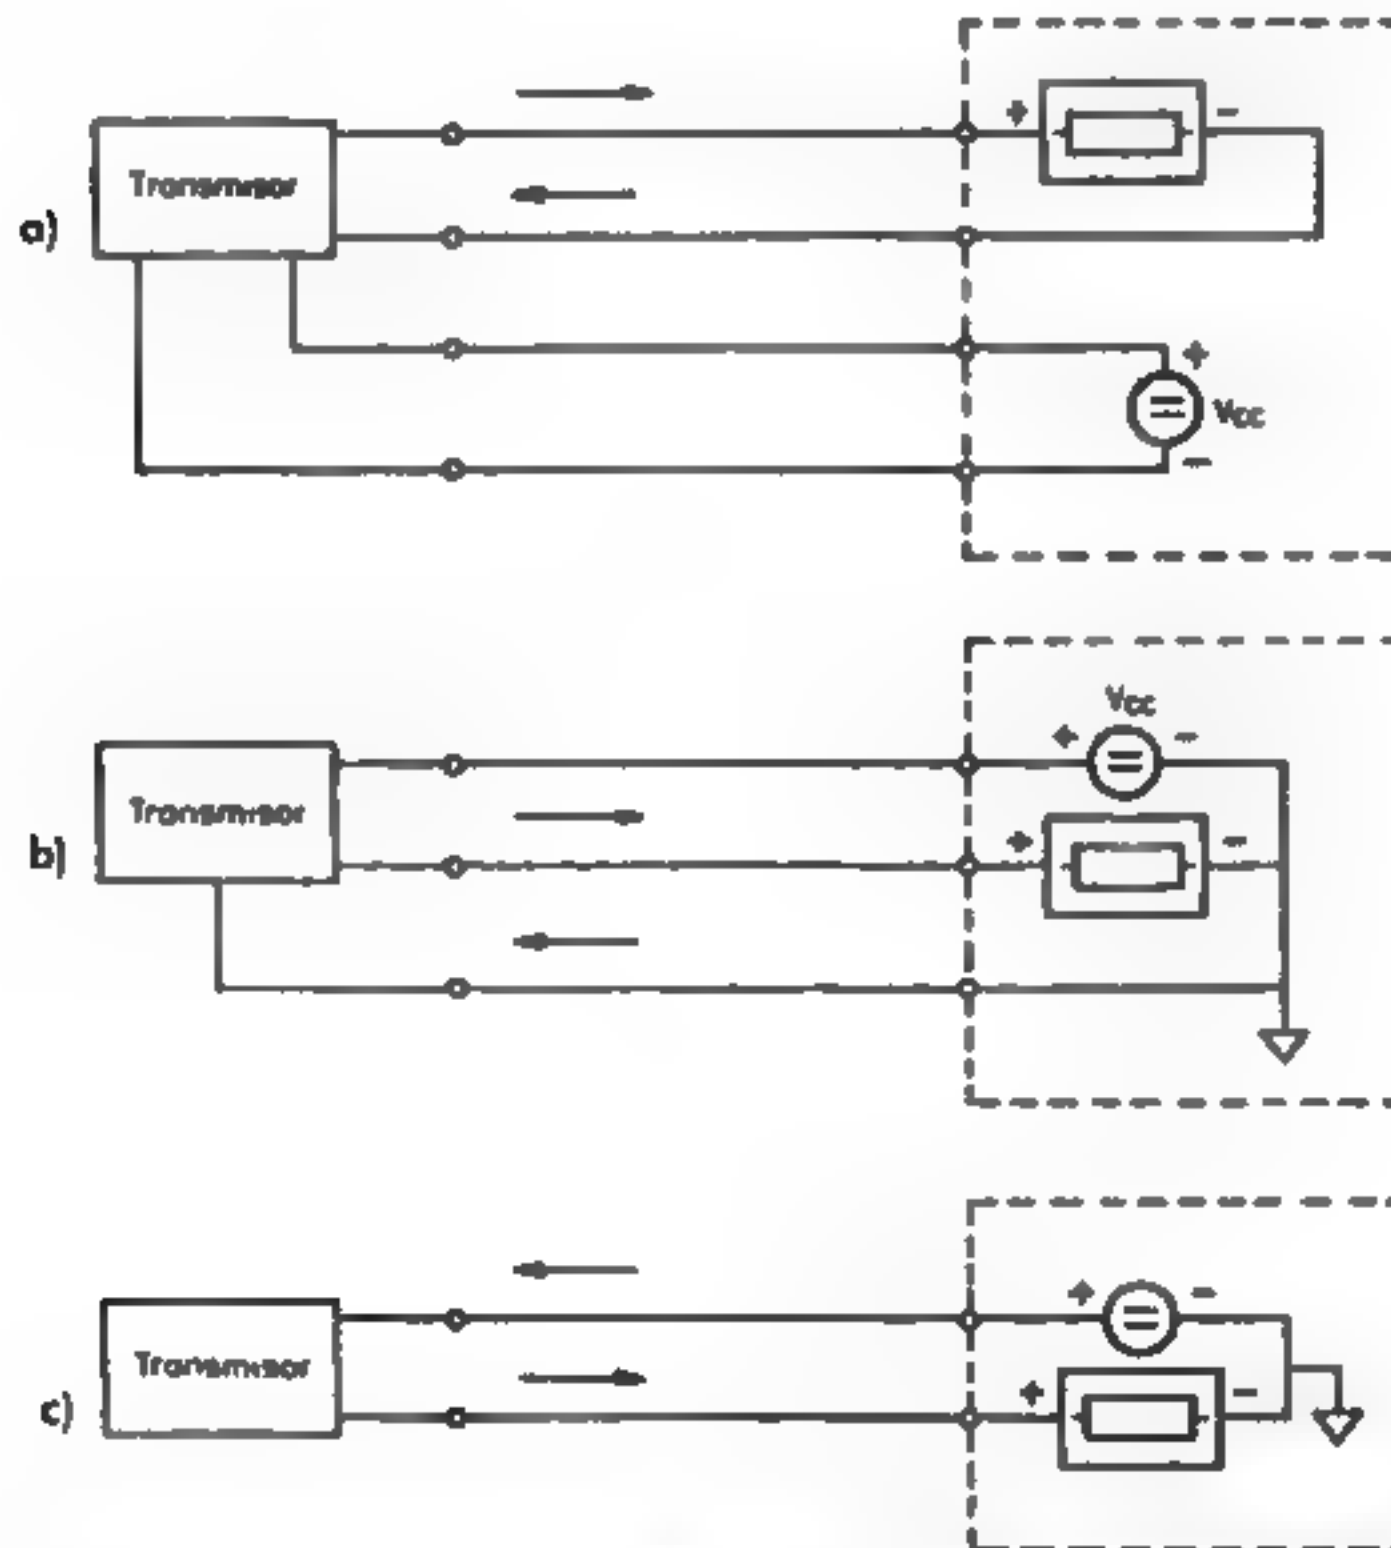 Transmisor
a)
+ -
+
Vcc
-
Vcc
+ -
Transmisor
b)
+ -
+ -
Transmisor
c)
+ -